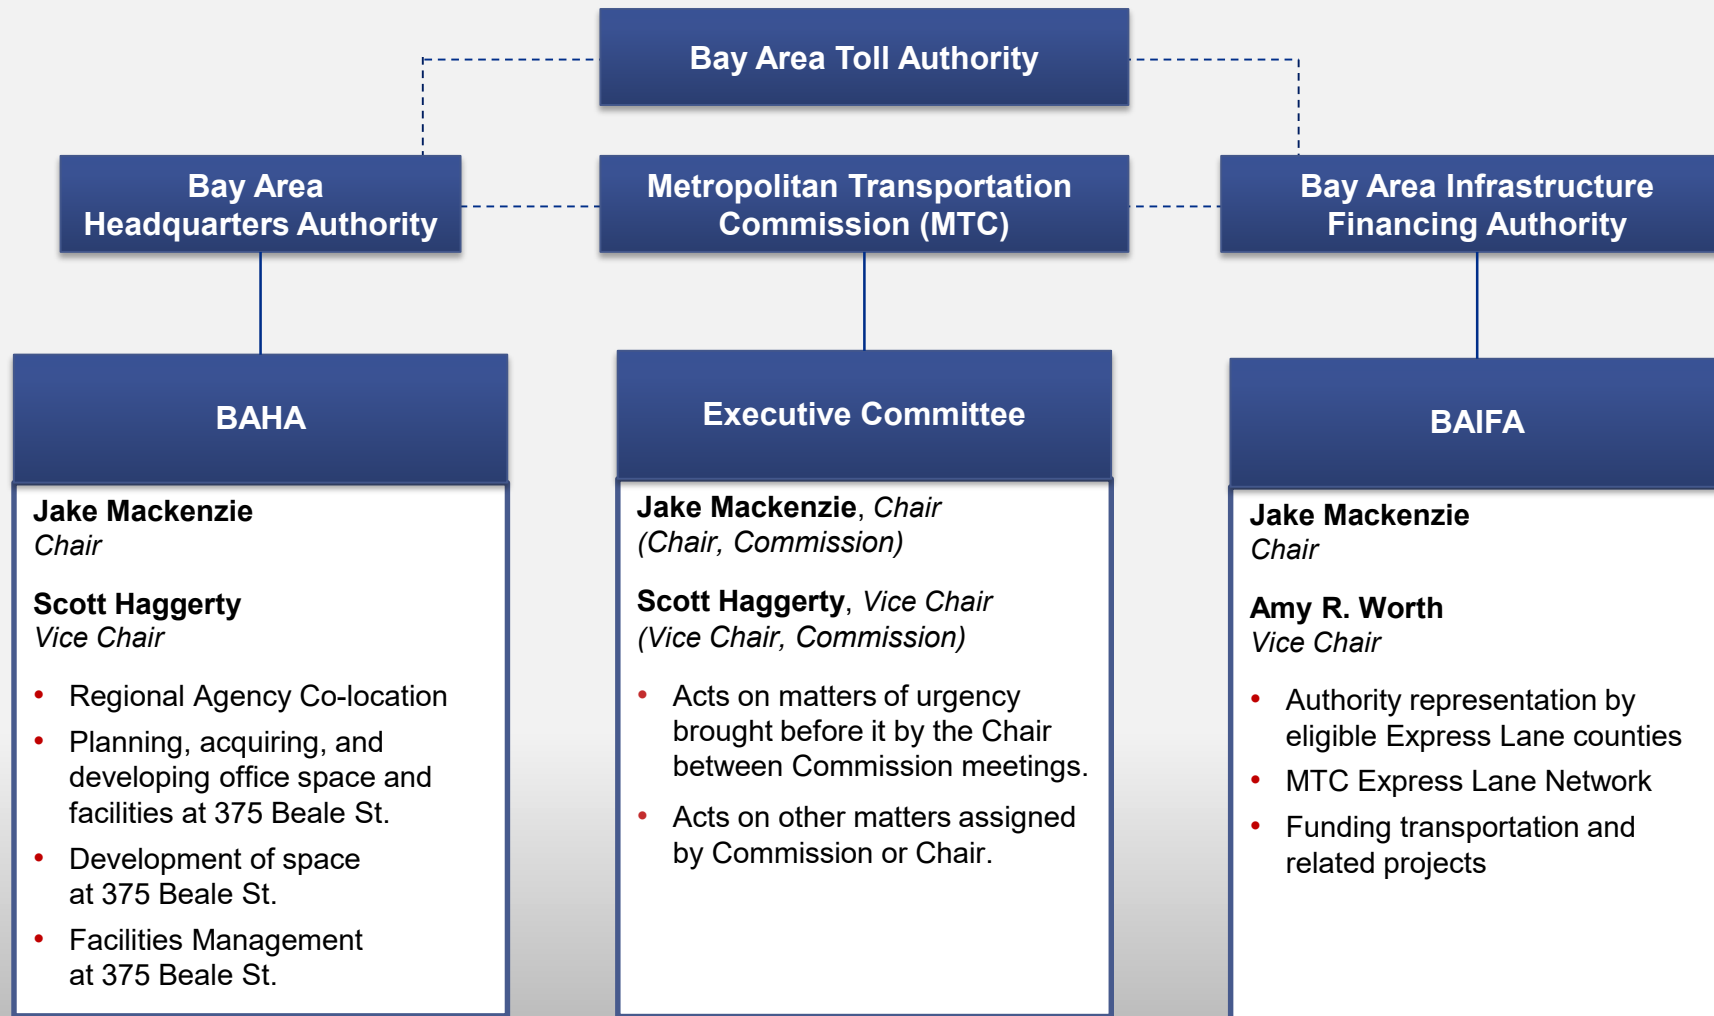 Bay Area Toll Authority
Bay Area
Headquarters Authority
Metropolitan Transportation
Commission (MTC)
Bay Area Infrastructure
Financing Authority
BAHA
Jake Mackenzie
Chair
Scott Haggerty
Vice Chair
• Regional Agency Co-location
• Planning, acquiring, and
developing office space and
facilities at 375 Beale St.
• Development of space
at 375 Beale St.
• Facilities Management
at 375 Beale St.
Executive Committee
Jake Mackenzie, Chair
(Chair, Commission)
Scott Haggerty, Vice Chair
(Vice Chair, Commission)
• Acts on matters of urgency
brought before it by the Chair
between Commission meetings.
• Acts on other matters assigned
by Commission or Chair.
BAIFA
Jake Mackenzie
Chair
Amy R. Worth
Vice Chair
• Authority representation by
eligible Express Lane counties
• MTC Express Lane Network
• Funding transportation and
related projects